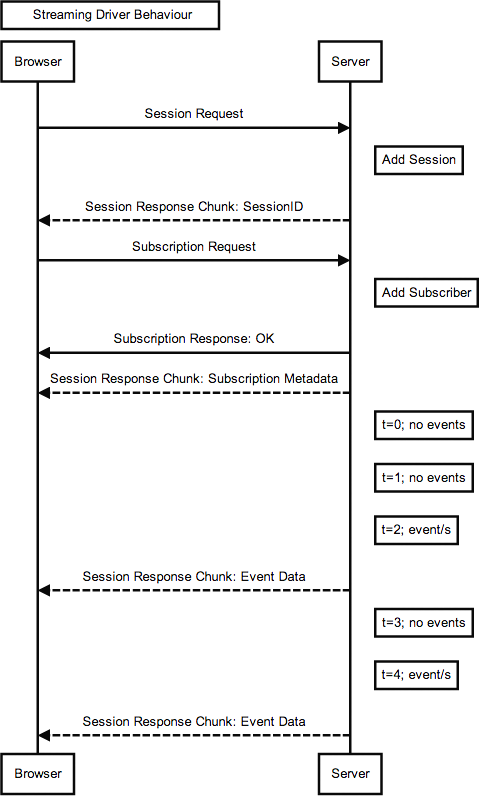 Streaming Driver Behaviour
Browser
Server
Session Request
Add Session
Session Response Chunk: SessionID
Subscription Request
Add Subscriber
Subscription Response: OK
Session Response Chunk: Subscription Metadata
t=0; no events
t=1; no events
t=2; event/s
Session Response Chunk: Event Data
t=3; no events
t=4; event/s
Session Response Chunk: Event Data
Browser
Server